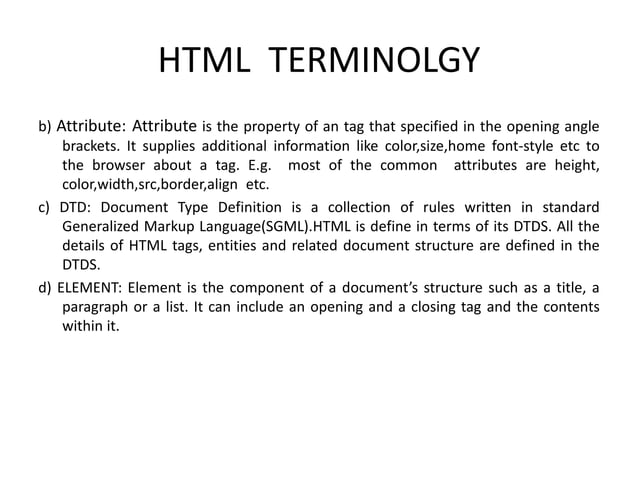 HTML TERMINOLGY
b) Attribute: Attribute is the property of an tag that specified in the opening angle
brackets. It supplies additional information like color,size,home font-style etc to
the browser about a tag. E.g. most of the common attributes are height,
color,width,src,border,align etc.
c) DTD: Document Type Definition is a collection of rules written in standard
Generalized Markup Language(SGML).HTML is define in terms of its DTDS. All the
details of HTML tags, entities and related document structure are defined in the
DTDS.
d) ELEMENT: Element is the component of a document’s structure such as a title, a
paragraph or a list. It can include an opening and a closing tag and the contents
within it.